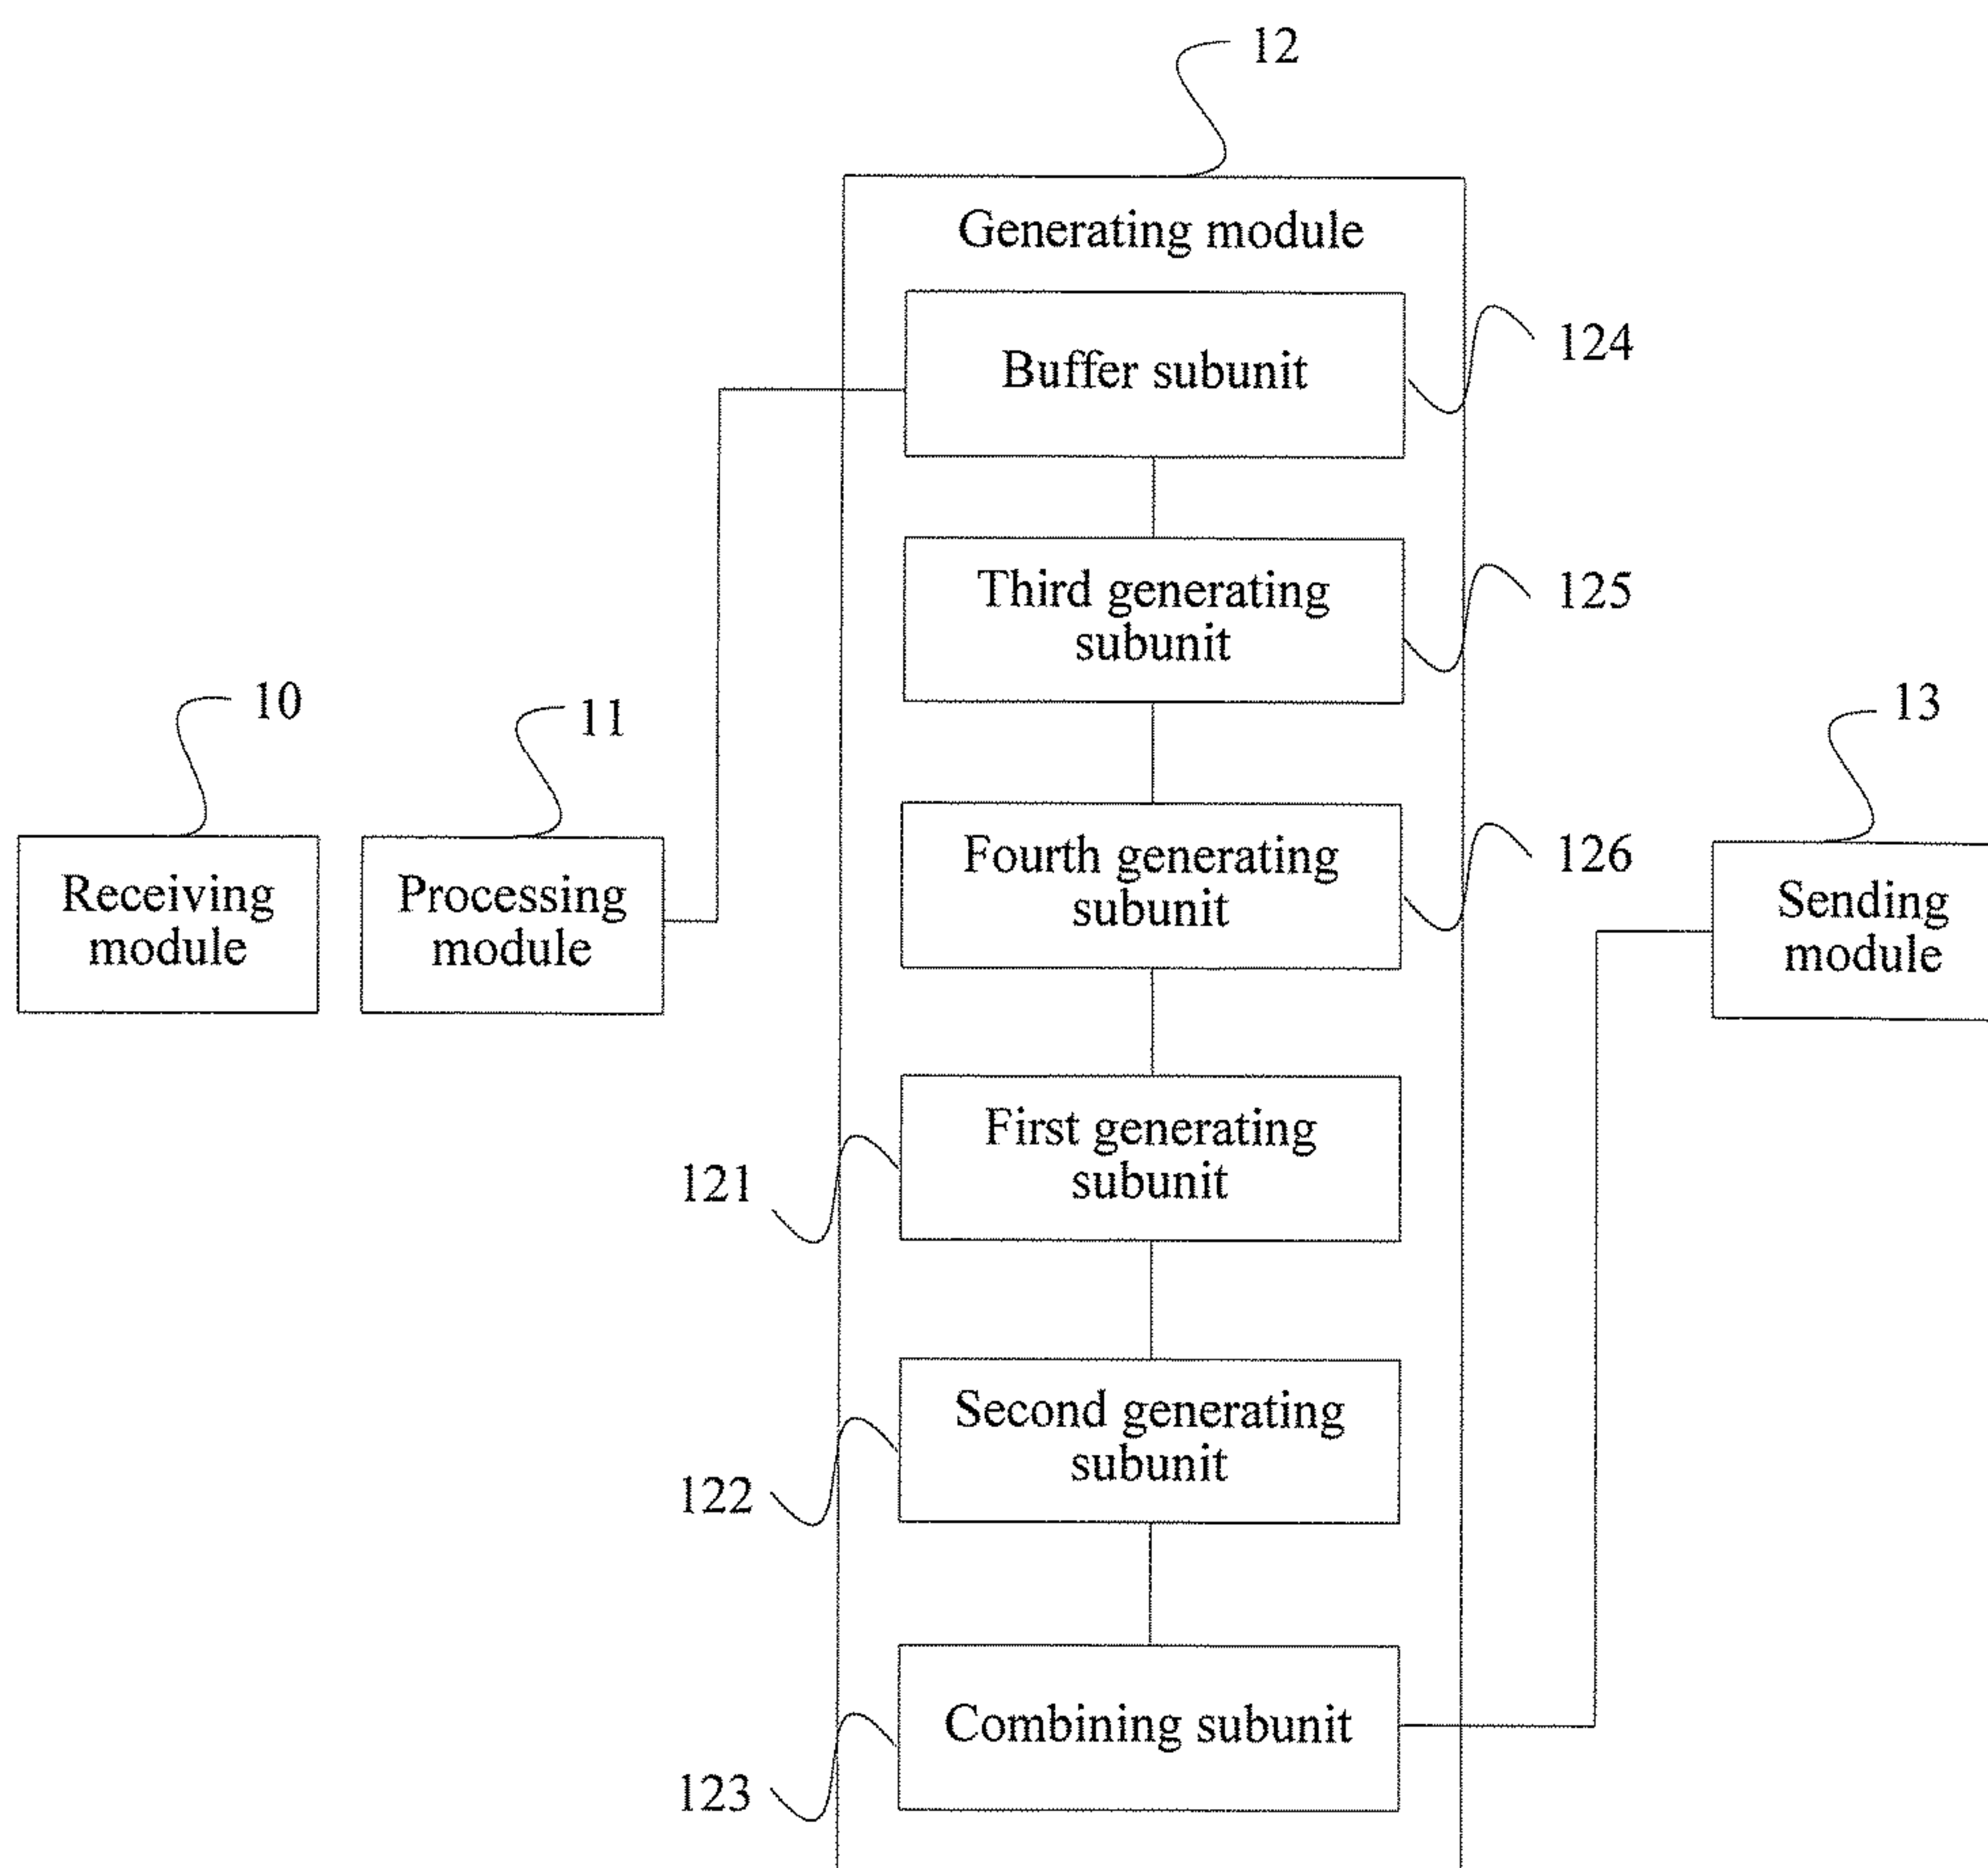 12
Generating module
Buffer subunit
124
Third generating
subunit
125
10
Receiving
module
11
Processing
module
Fourth generating
subunit
126
13
Sending
module
First generating
subunit
121
Second generating
subunit
122
Combining subunit
123